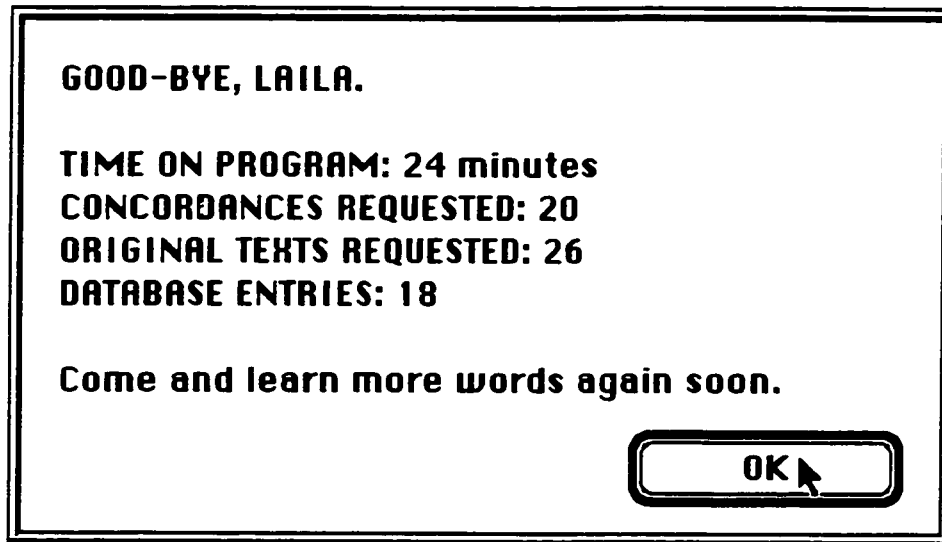 GOOD-BYE, LAILA.
TIME ON PROGRAM: 24 minutes
CONCORDANCES REQUESTED: 20
ORIGINAL TEXTS REQUESTED: 26
DATABASE ENTRIES: 18
Come and learn more words again soon.
OK